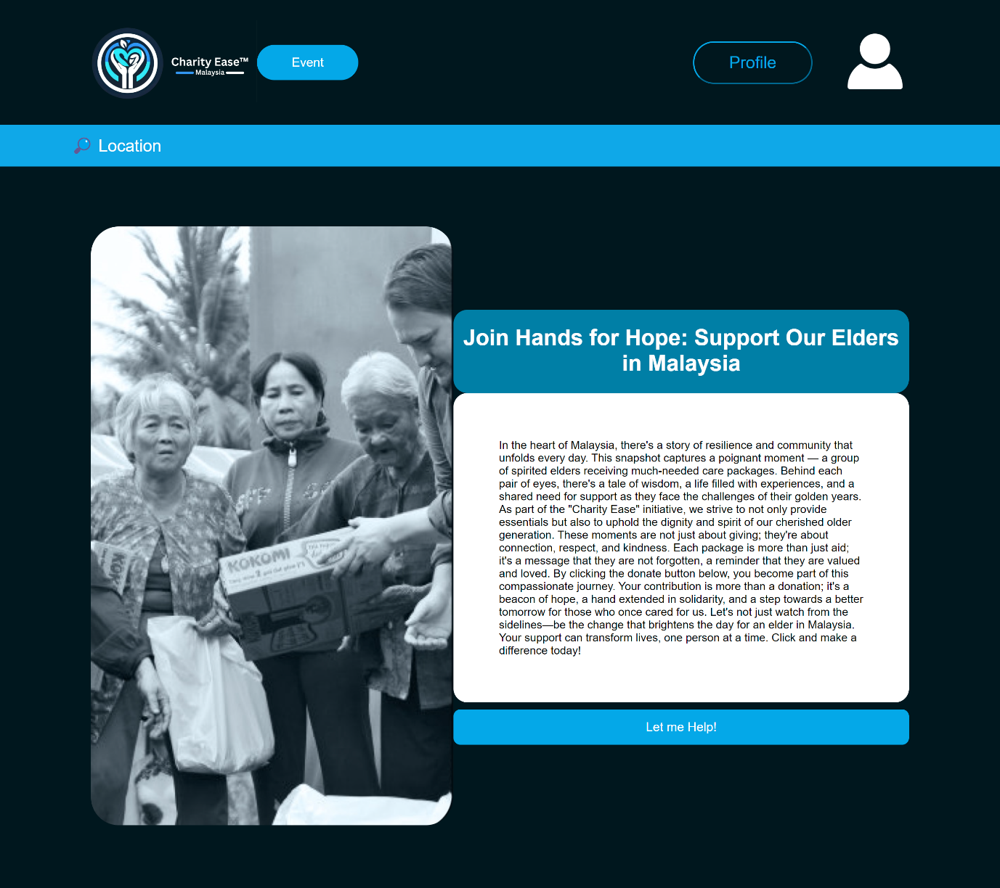 Charity Ease™
Malaysia
Event
Profile
Location
Join Hands for Hope: Support Our Elders
in Malaysia
In the heart of Malaysia, there's a story of resilience and community that
unfolds every day. This snapshot captures a poignant moment — a group
of spirited elders receiving much-needed care packages. Behind each
pair of eyes, there's a tale of wisdom, a life filled with experiences, and a
shared need for support as they face the challenges of their golden years.
As part of the "Charity Ease" initiative, we strive to not only provide
essentials but also to uphold the dignity and spirit of our cherished older
generation. These moments are not just about giving; they're about
connection, respect, and kindness. Each package is more than just aid;
it's a message that they are not forgotten, a reminder that they are valued
and loved. By clicking the donate button below, you become part of this
compassionate journey. Your contribution is more than a donation; it's a
beacon of hope, a hand extended in solidarity, and a step towards a better
tomorrow for those who once cared for us. Let's not just watch from the
sidelines—be the change that brightens the day for an elder in Malaysia.
Your support can transform lives, one person at a time. Click and make a
difference today!
KOKOMI
Let me Help!